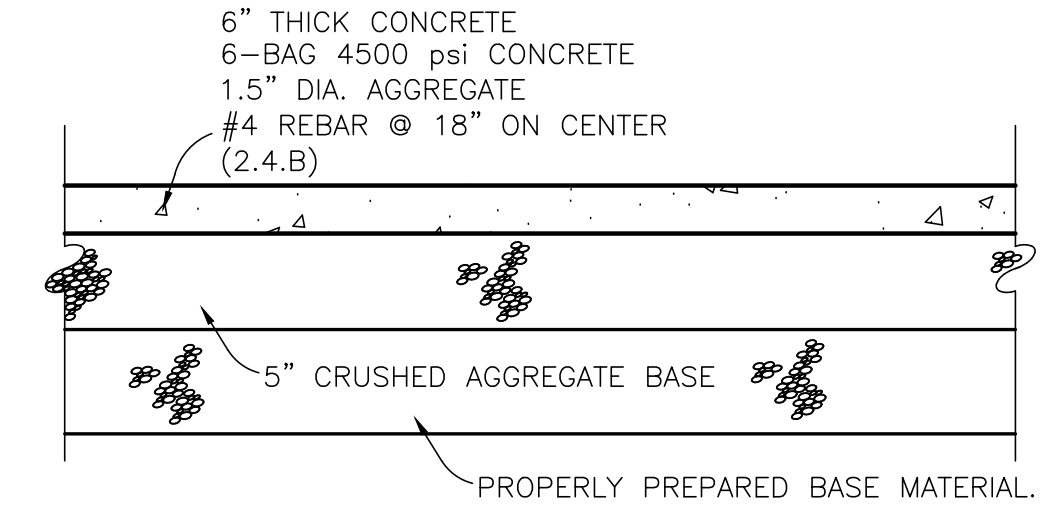 6” THICK CONCRETE
6-BAG 4500 psi CONCRETE
1.5” DIA. AGGREGATE
#4 REBAR @ 18” ON CENTER
(2.4.B)
5” CRUSHED AGGREGATE BASE
PROPERLY PREPARED BASE MATERIAL.